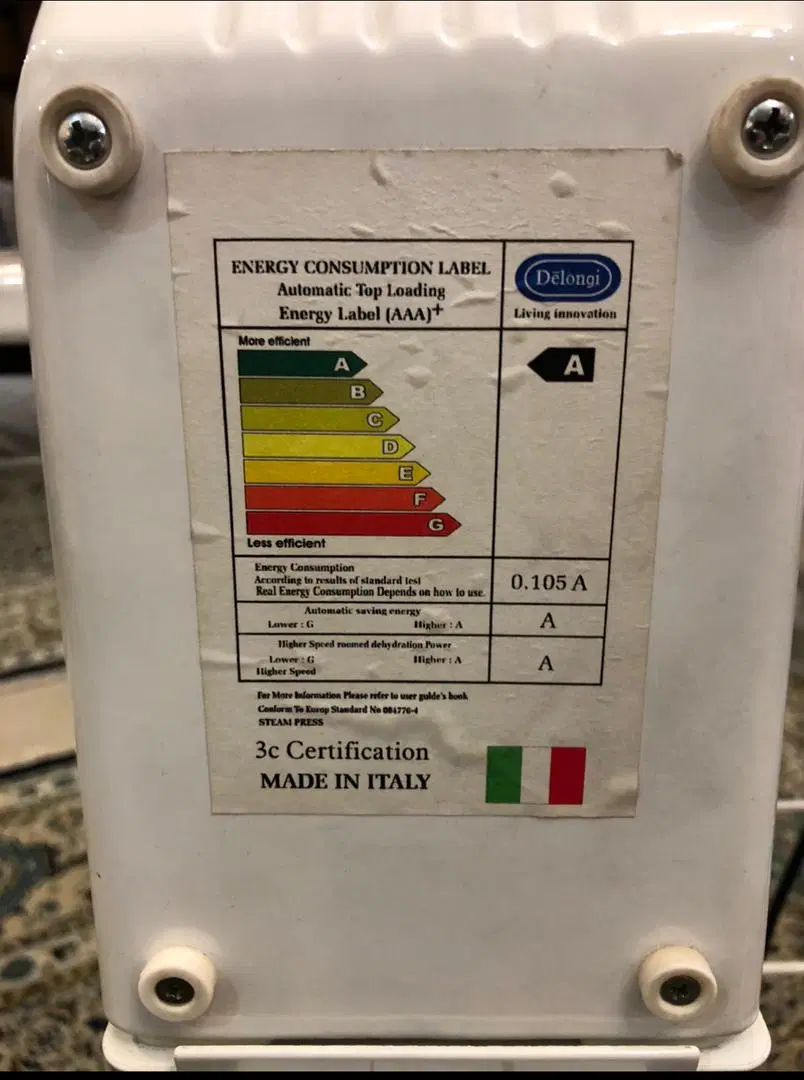 ENERGY CONSUMPTION LABEL
Automatic Top Loading
Energy Label (AAA)+
Dēlongi
Living innovation
More efficient
A
B
C
D
E
F
G
Less efficient
A
Energy Consumption
According to results of standard test
Real Energy Consumption Depends on how to use.
0.105 A
Automatic saving energy
Lower : G Higher : A
A
Higher Speed roomed dehydration Power
Lower : G Higher : A
Higher Speed
A
For More Information Please refer to user guide's book
Conform To Europ Standard No 084776-4
STEAM PRESS
3c Certification
MADE IN ITALY